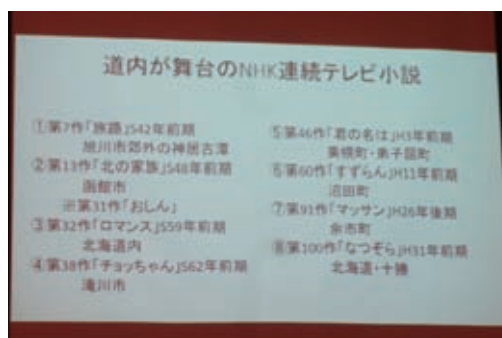 道内が舞台のNHK連続テレビ小説
①第7作「旅路」S42年前期
旭川市郊外の神居古潭
②第13作「北の家族」S48年前期
函館市
※第31作「おしん」
③第32作「ロマンス」S59年前期
北海道内
④第38作「チョッちゃん」S62年前期
滝川市
⑤第46作「君の名は」H3年前期
美幌町・弟子屈町
⑥第60作「すずらん」H11年前期
沼田町
⑦第91作「マッサン」H26年後期
余市町
⑧第100作「なつぞら」H31年前期
北海道・十勝